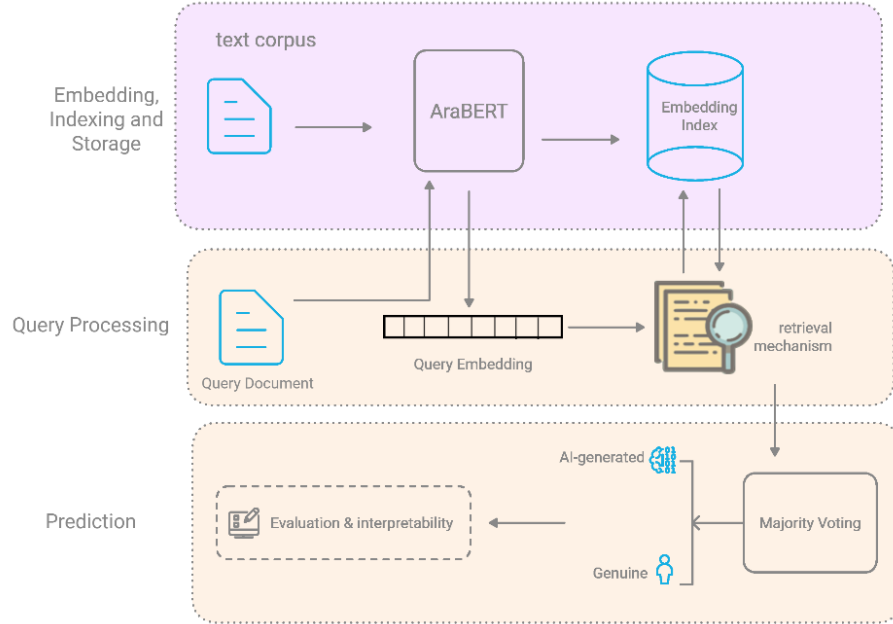 text corpus
Embedding,
Indexing and
Storage
AraBERT
Embedding
Index
Query Processing
Query Document
Query Embedding
retrieval
mechanism
Prediction
AI-generated
Evaluation & interpretability
Majority Voting
Genuine